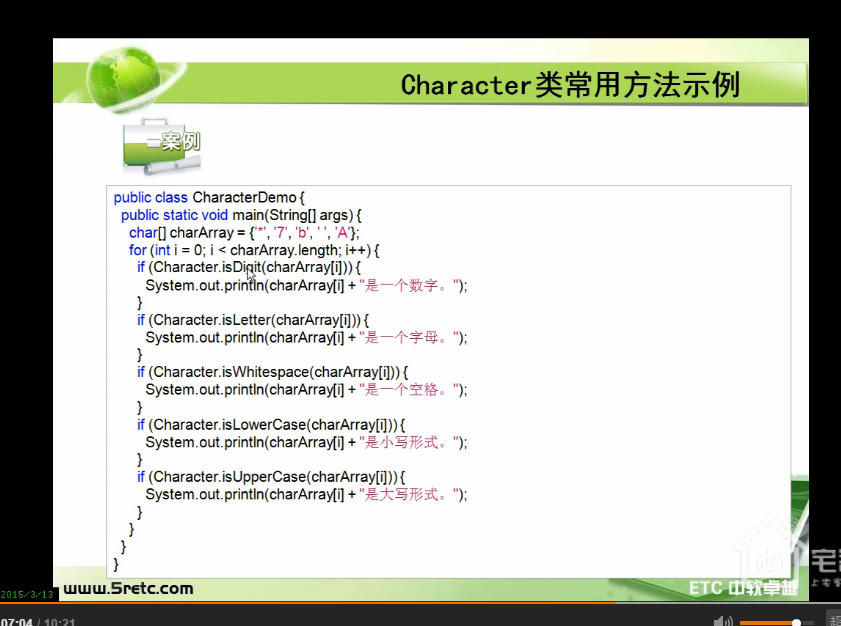 Character类常用方法示例
案例
public class CharacterDemo {
public static void main(String[] args) {
char[] charArray = {'*', '7', 'b', ' ', 'A'};
for (int i = 0; i < charArray.length; i++) {
if (Character.isDigit(charArray[i])) {
System.out.println(charArray[i] + "是一个数字。");
}
if (Character.isLetter(charArray[i])) {
System.out.println(charArray[i] + "是一个字母。");
}
if (Character.isWhitespace(charArray[i])) {
System.out.println(charArray[i] + "是一个空格。");
}
if (Character.isLowerCase(charArray[i])){
System.out.println(charArray[i] + "是小写形式。");
}
if (Character.isUpperCase(charArray[i])){
System.out.println(charArray[i] + "是大写形式。");
}
}
}
}
2015/3/13 www.5retc.com
ETC 中软卓越
宅
07:04 / 10:21
超